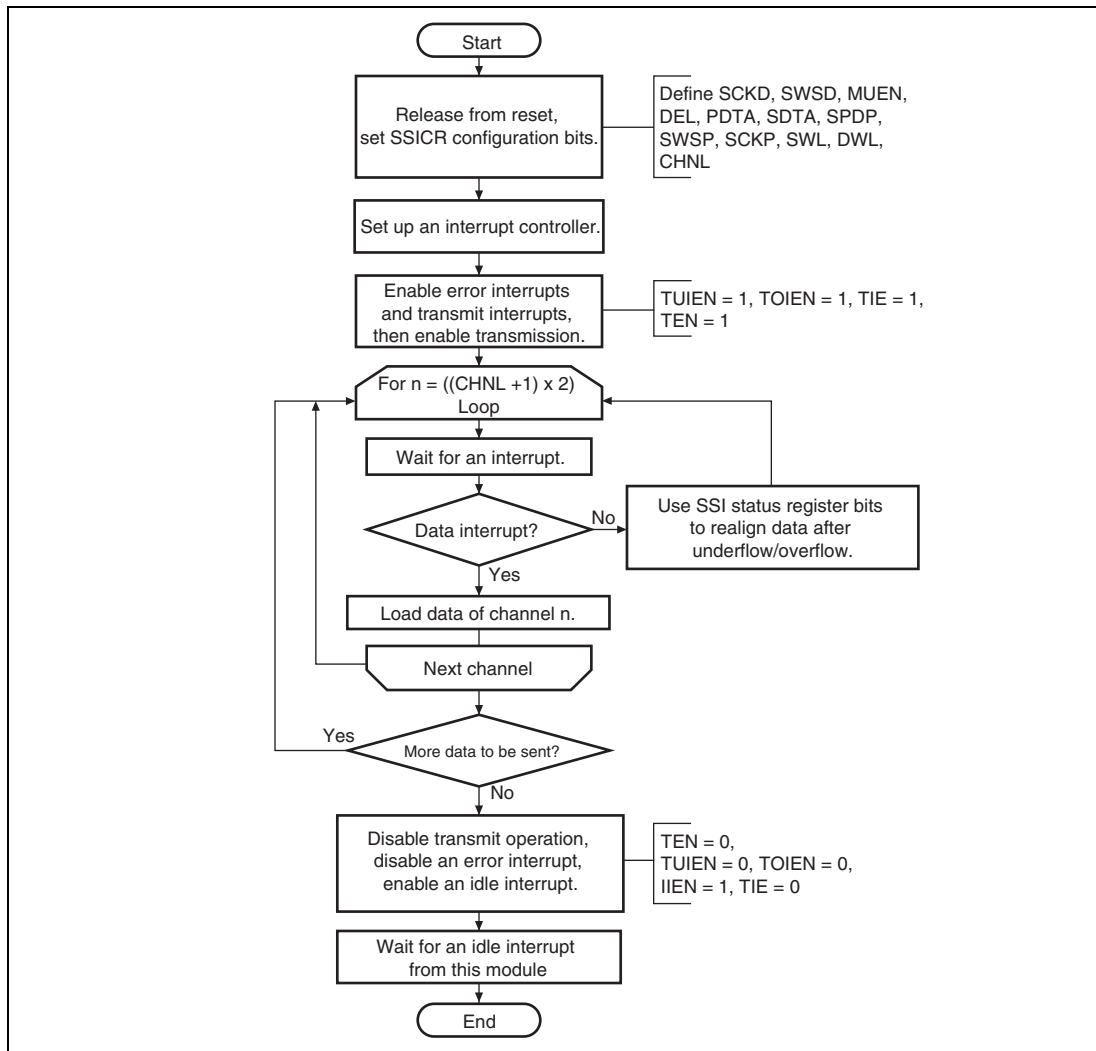 Start
Release from reset,
set SSICR configuration bits.
Define SCKD, SWSD, MUEN,
DEL, PDTA, SDTA, SPDP,
SWSP, SCKP, SWL, DWL,
CHNL
Set up an interrupt controller.
Enable error interrupts
and transmit interrupts,
then enable transmission.
TUIEN = 1, TOIEN = 1, TIE = 1,
TEN = 1
For n = ((CHNL +1) x 2)
Loop
Wait for an interrupt.
Data interrupt?
No
Use SSI status register bits
to realign data after
underflow/overflow.
Yes
Load data of channel n.
Next channel
Yes
More data to be sent?
No
Disable transmit operation,
disable an error interrupt,
enable an idle interrupt.
TEN = 0,
TUIEN = 0, TOIEN = 0,
IIEN = 1, TIE = 0
Wait for an idle interrupt
from this module
End